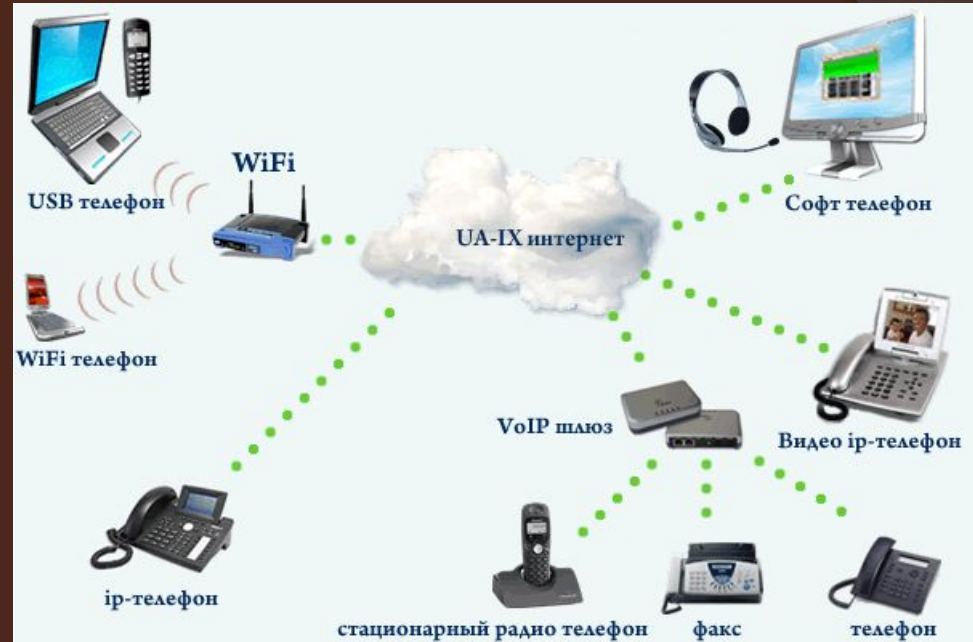 WiFi
USB телефон
Софт телефон
UA-IX интернет
WiFi телефон
VoIP шлюз
Видео ip-телефон
ip-телефон
стационарный радио телефон
факс
телефон